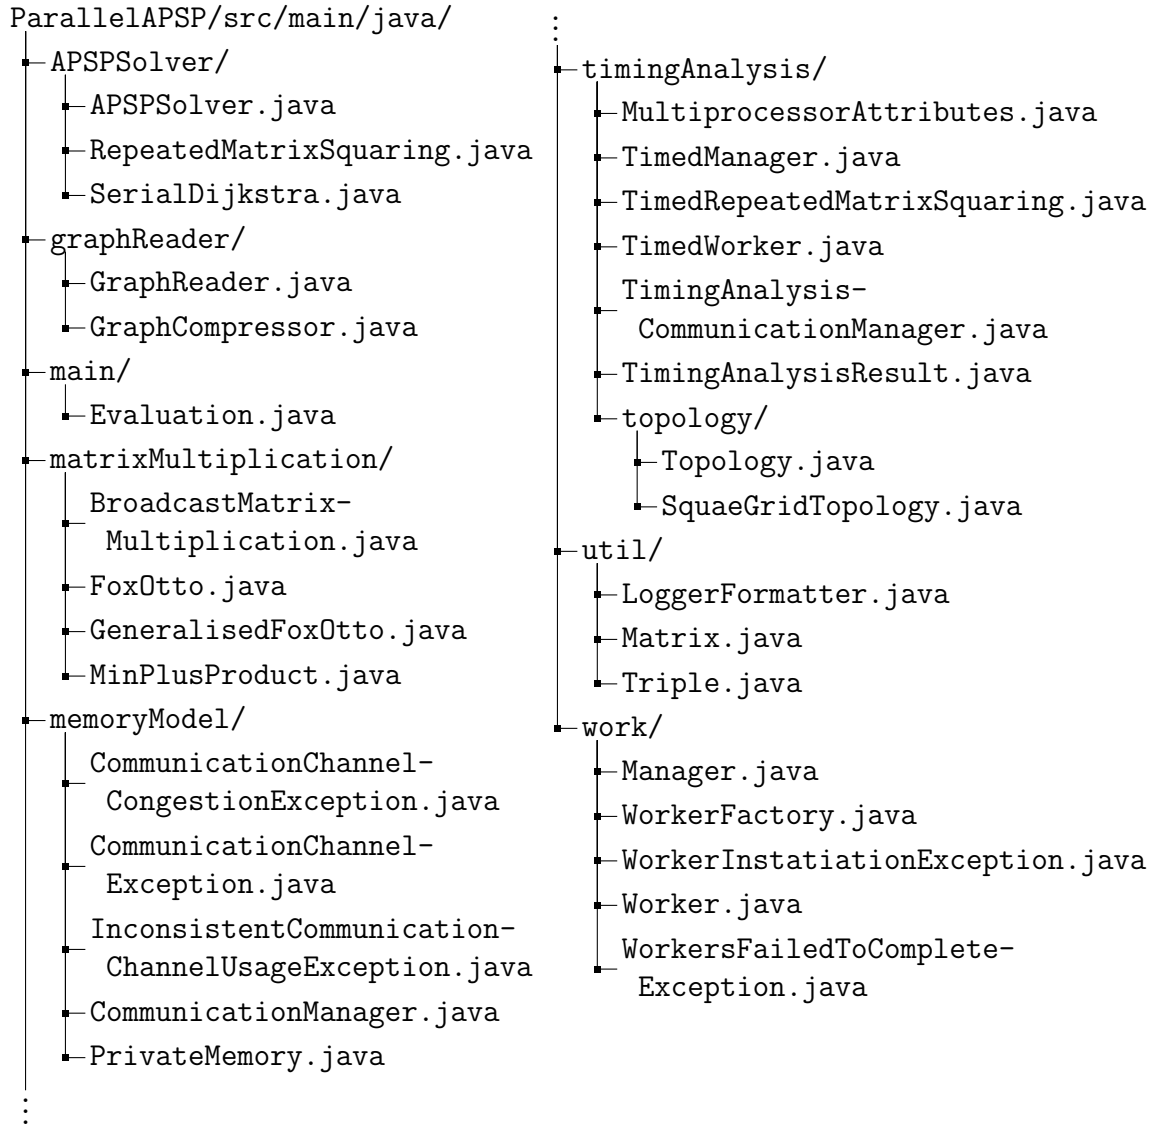 ParallelAPSP/src/main/java/
APSPSolver/
APSPSolver.java
RepeatedMatrixSquaring.java
SerialDijkstra.java
graphReader/
GraphReader.java
GraphCompressor.java
main/
Evaluation.java
matrixMultiplication/
BroadcastMatrix-
Multiplication.java
FoxOtto.java
GeneralisedFoxOtto.java
MinPlusProduct.java
memoryModel/
CommunicationChannel-
CongestionException.java
CommunicationChannel-
Exception.java
InconsistentCommunication-
ChannelUsageException.java
CommunicationManager.java
PrivateMemory.java
⋮
⋮
timingAnalysis/
MultiprocessorAttributes.java
TimedManager.java
TimedRepeatedMatrixSquaring.java
TimedWorker.java
TimingAnalysis-
CommunicationManager.java
TimingAnalysisResult.java
topology/
Topology.java
SquaeGridTopology.java
util/
LoggerFormatter.java
Matrix.java
Triple.java
work/
Manager.java
WorkerFactory.java
WorkerInstatiationException.java
Worker.java
WorkersFailedToComplete-
Exception.java